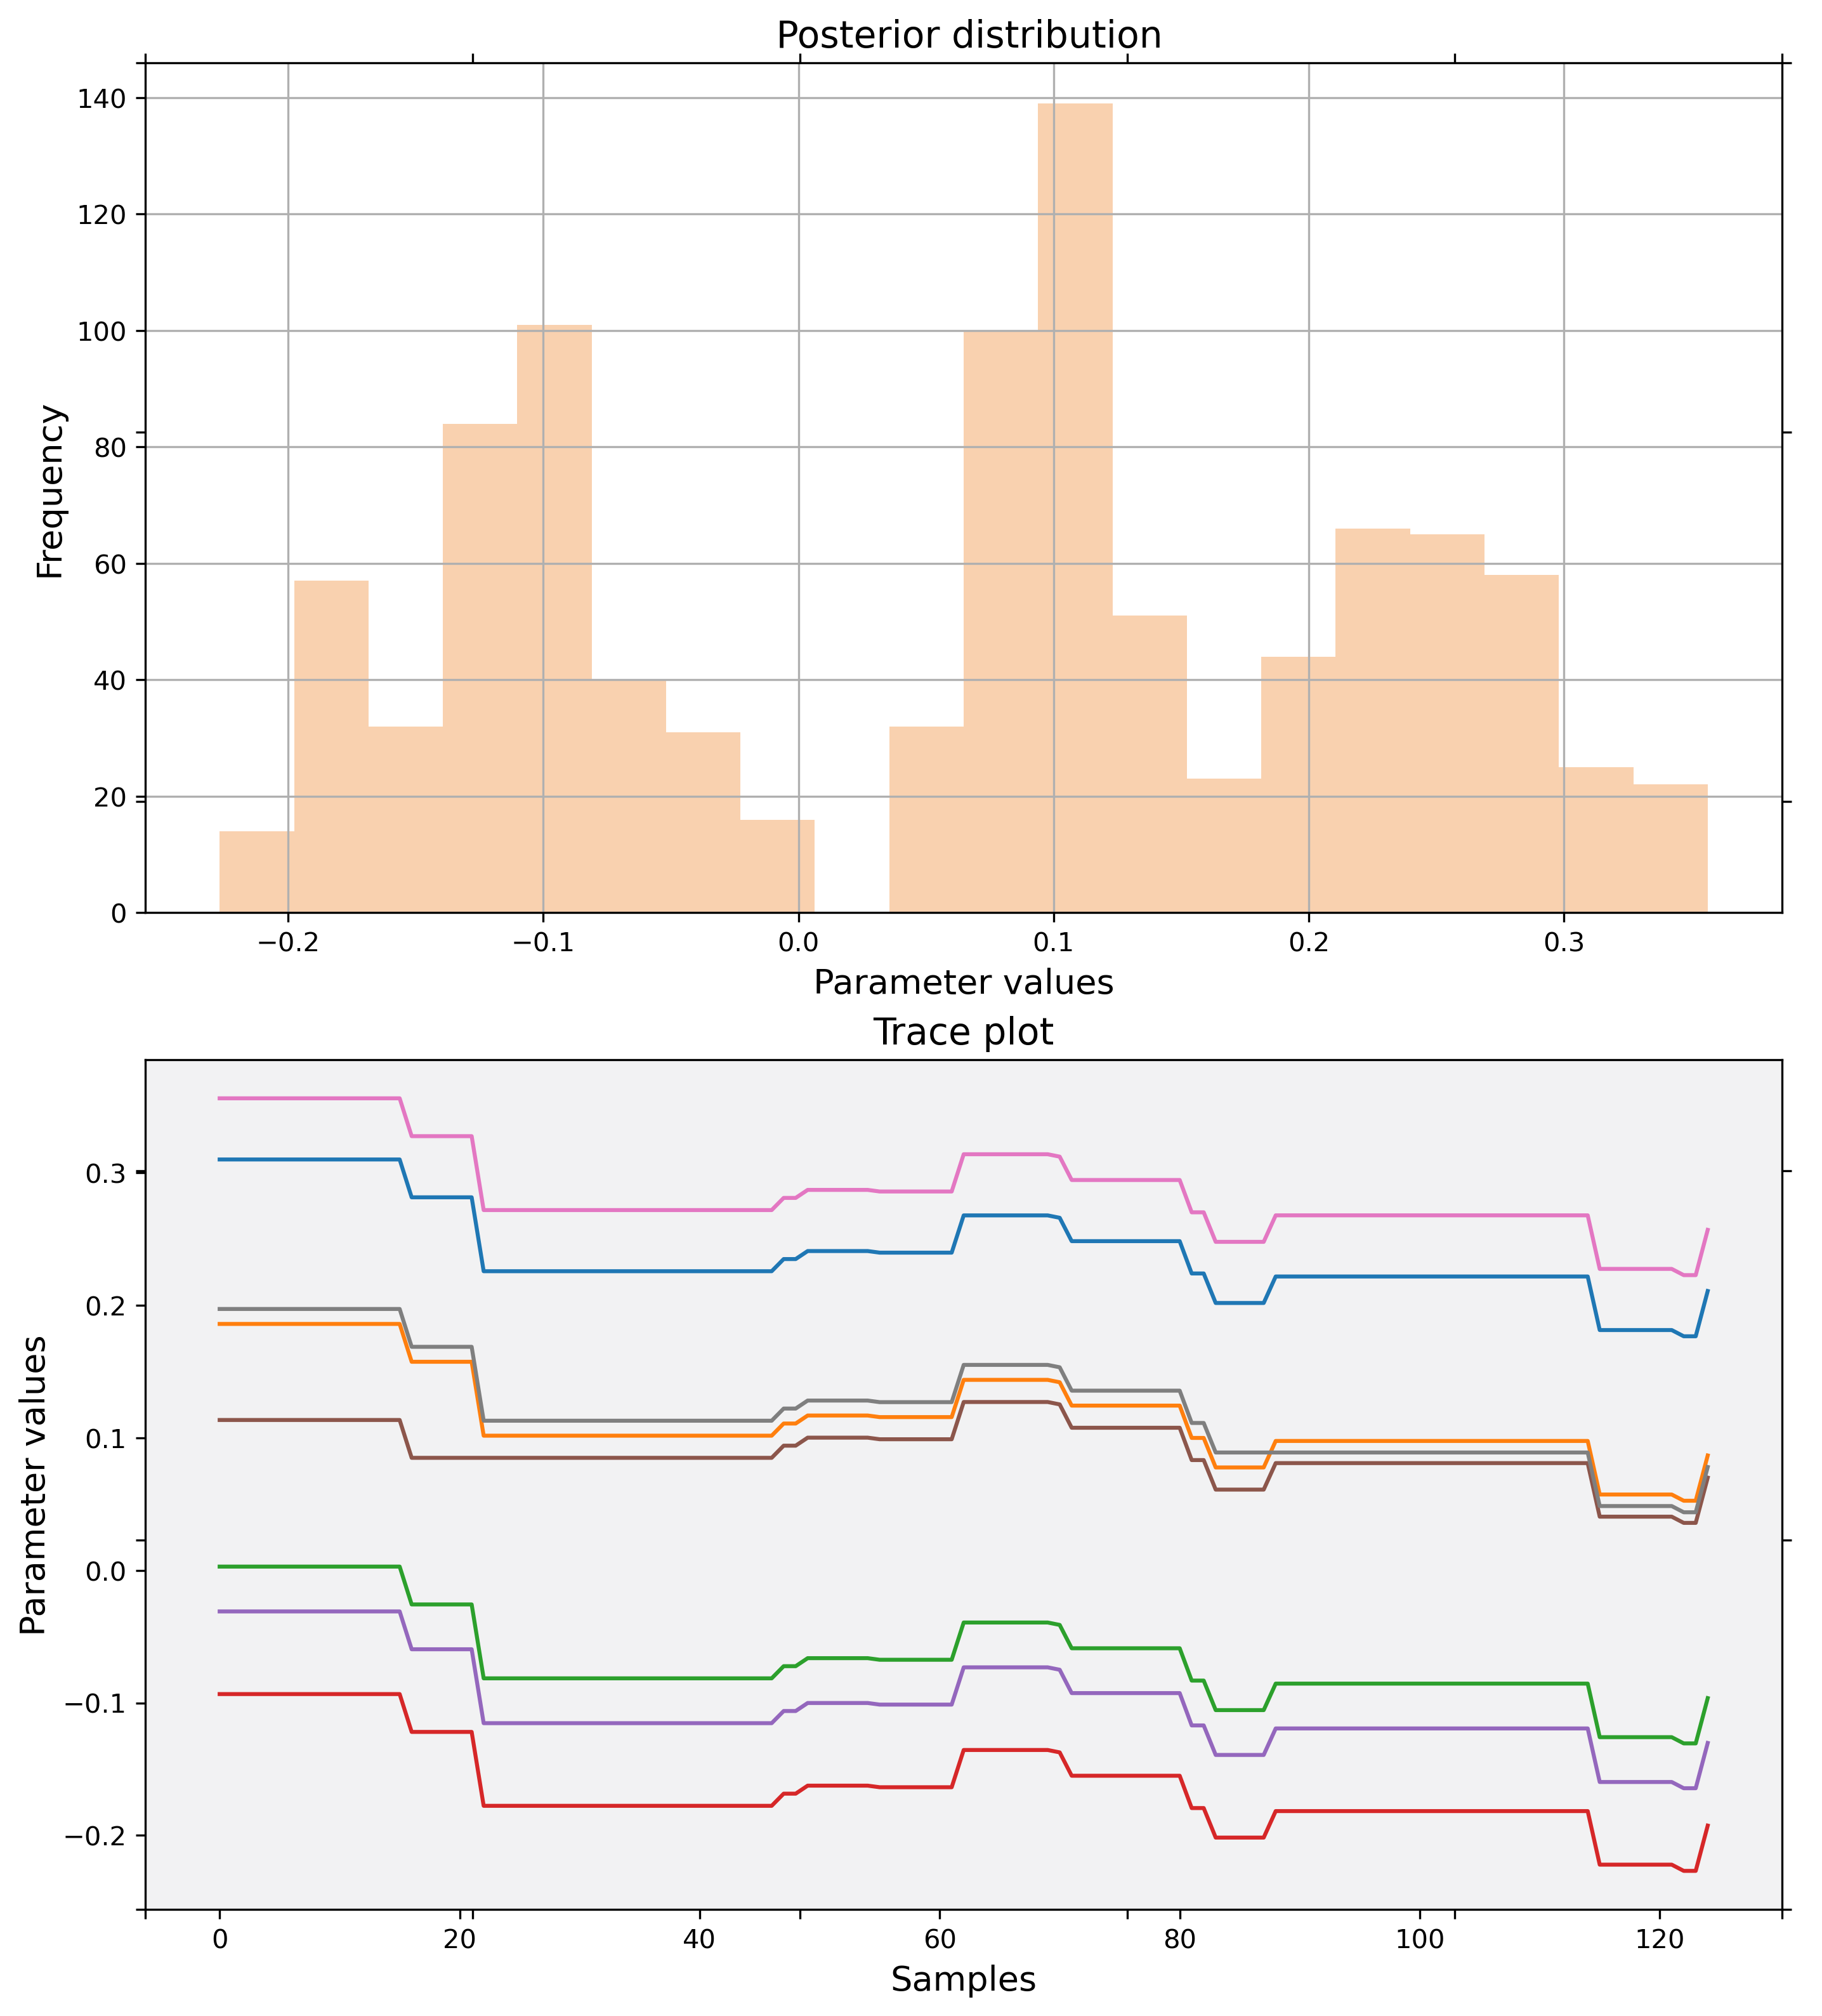 Posterior distribution
140
120
100
80
60
40
20
0
Frequency
−0.2 −0.1 0.0 0.1 0.2 0.3
Parameter values
Trace plot
0.3
0.2
0.1
0.0
−0.1
−0.2
Parameter values
0 20 40 60 80 100 120
Samples